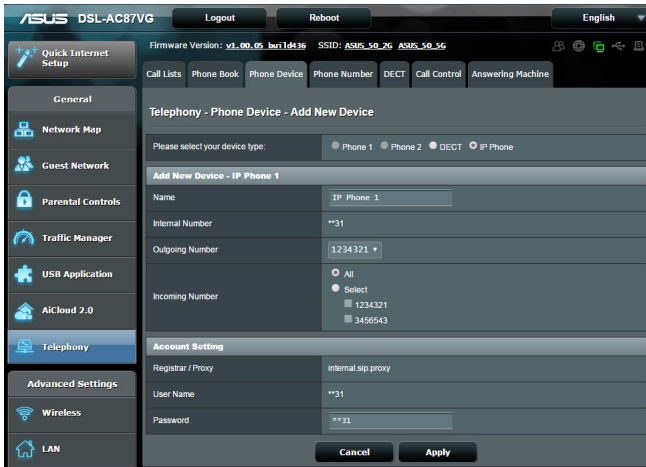 ASUS DSL-AC87VG Logout Reboot English
Quick Internet Setup
Firmware Version: v1.00.05_build436 SSID: ASUS_50_2G ASUS_50_5G
Call Lists Phone Book Phone Device Phone Number DECT Call Control Answering Machine
General
Network Map
Guest Network
Parental Controls
Traffic Manager
USB Application
AiCloud 2.0
Telephony
Advanced Settings
Wireless
LAN
Telephony - Phone Device - Add New Device
Please select your device type: Phone 1 Phone 2 DECT IP Phone
Add New Device - IP Phone 1
Name IP Phone 1
Internal Number **31
Outgoing Number 1234321
Incoming Number All
Select
1234321
3456543
Account Setting
Registrar / Proxy internal.sip.proxy
User Name **31
Password **31
Cancel Apply